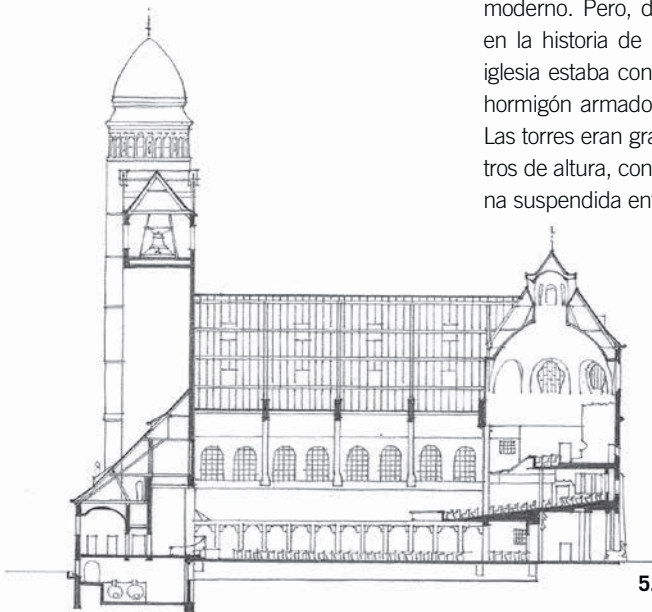 moderno. Pero, d
en la historia de
iglesia estaba con
hormigón armado
Las torres eran gra
tros de altura, con
na suspendida en
5.